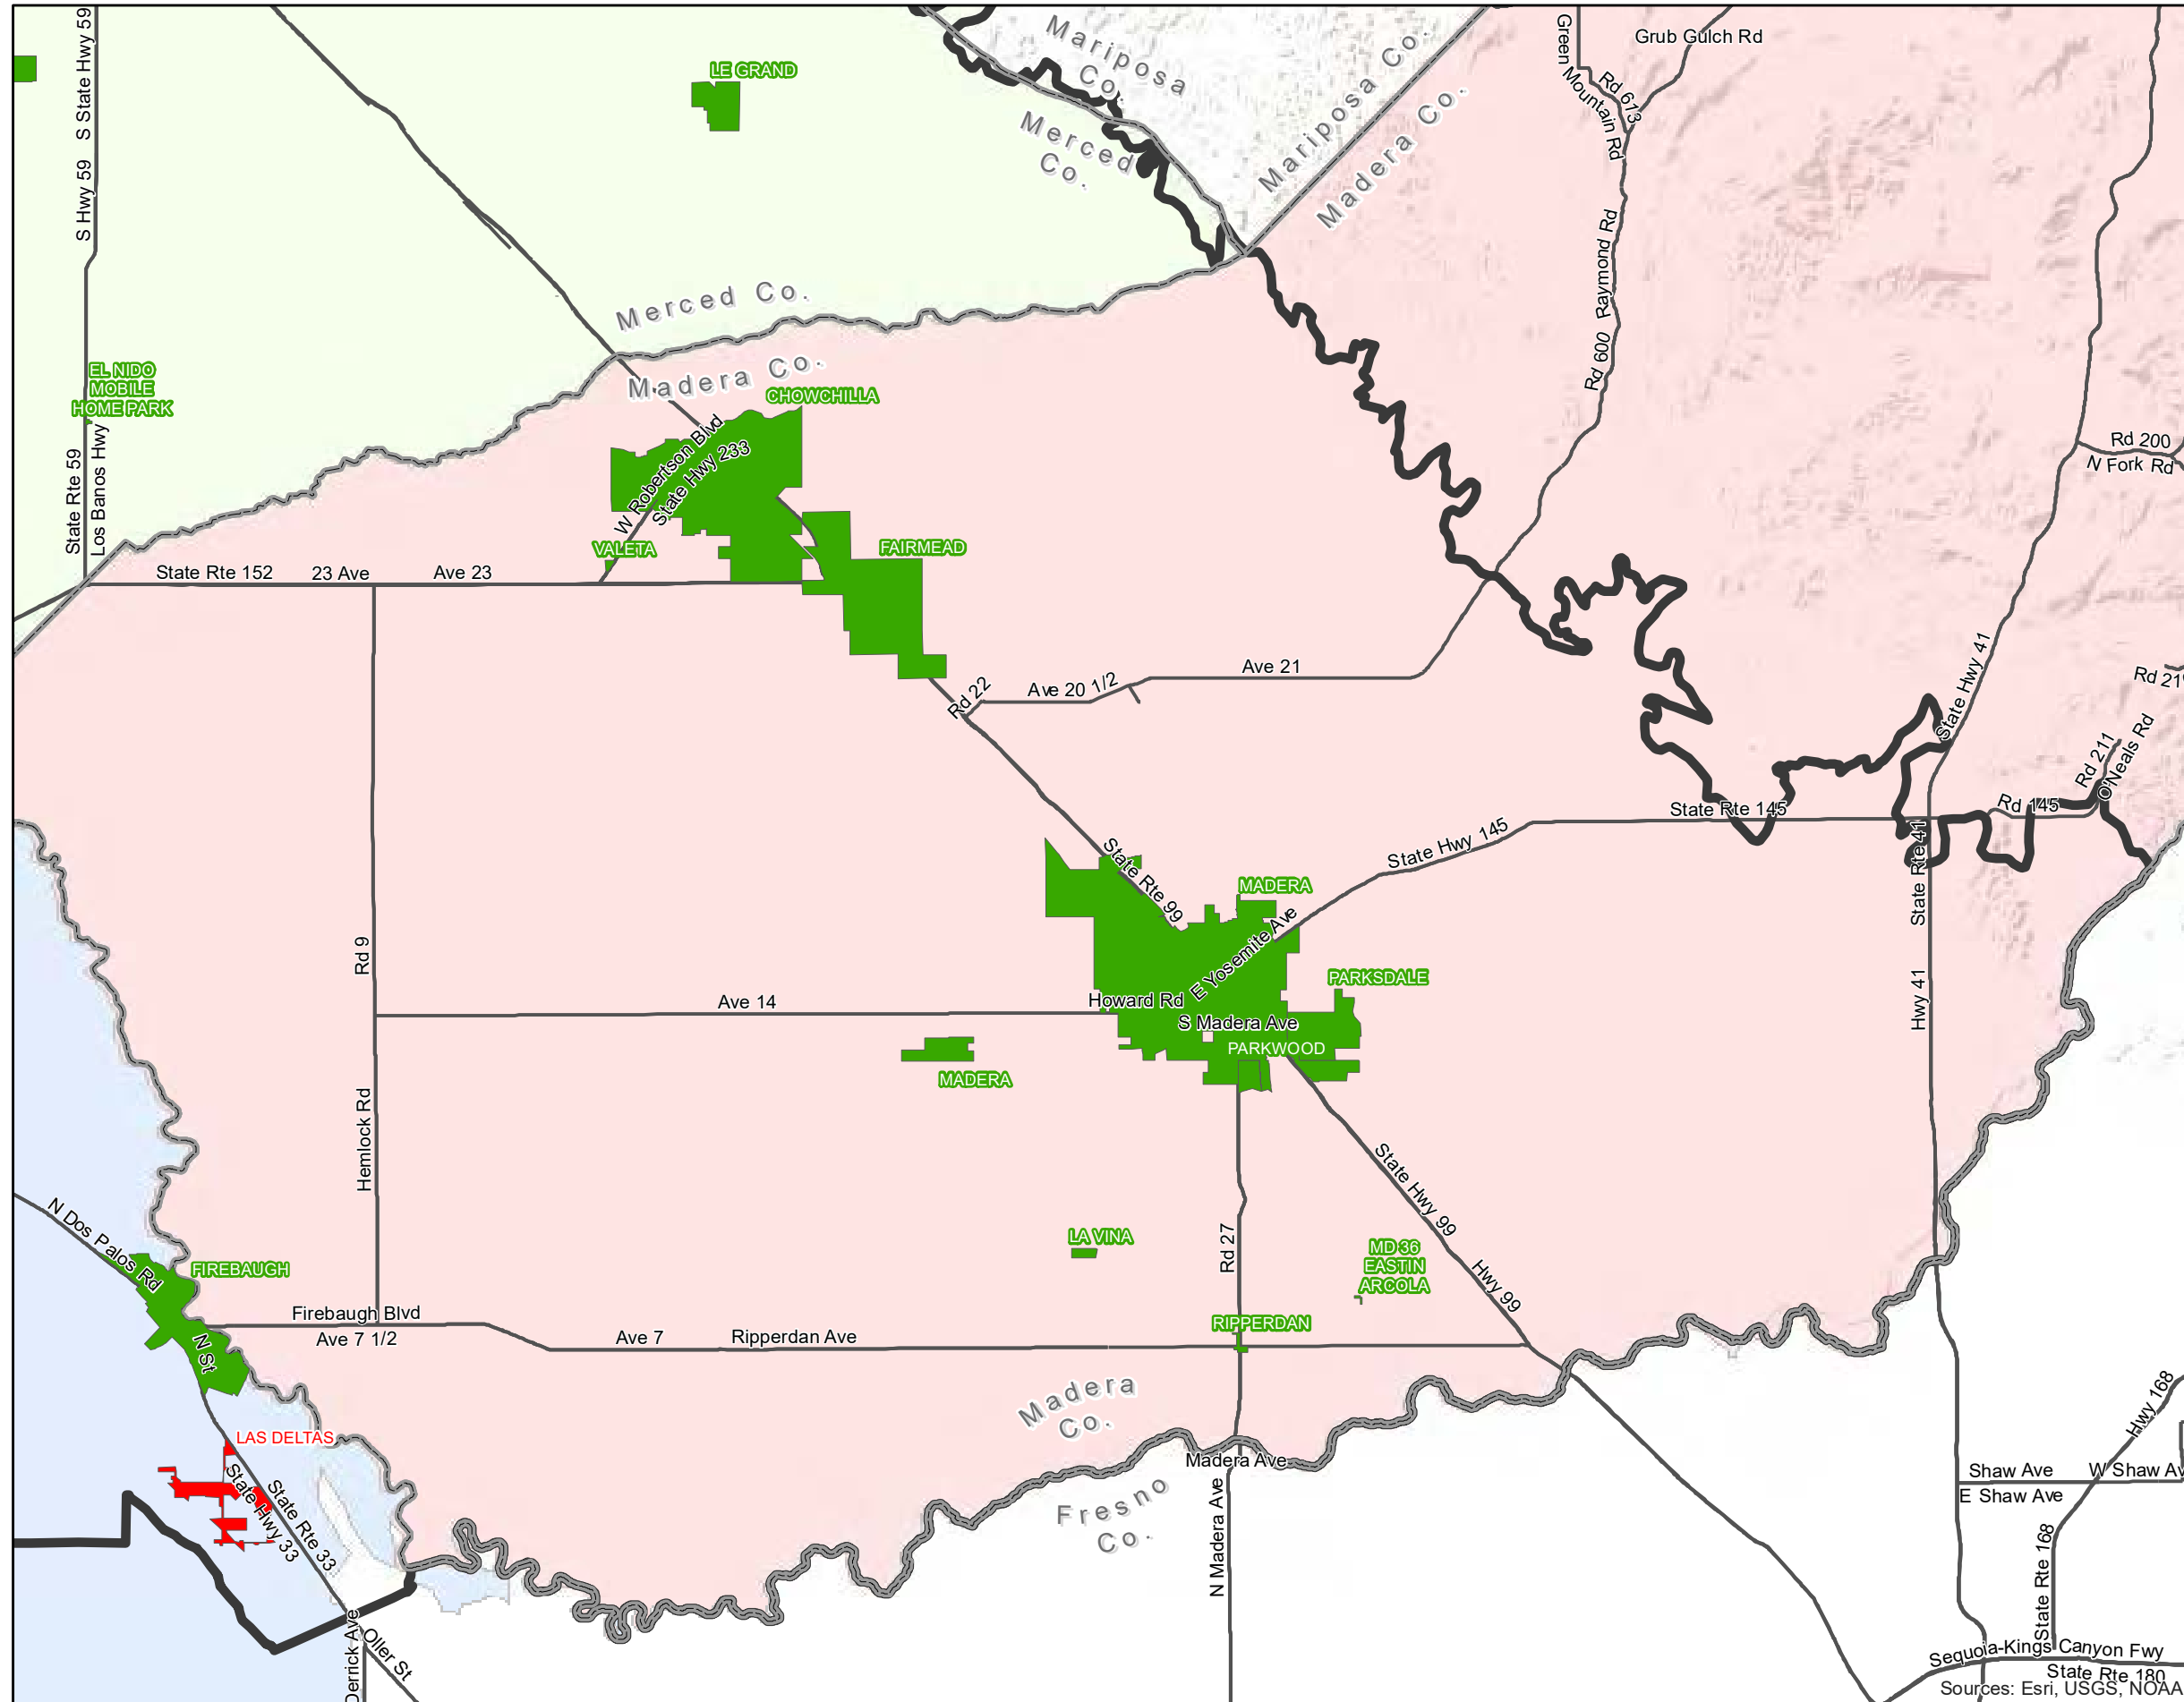 S State Hwy 59
S Hwy 59
LE GRAND
Mariposa
Co.
Merced
Co.
Mariposa Co.
Madera Co.
Green Mountain Rd
Grub Gulch Rd
Rd 673
Raymond Rd
Rd 600
Merced Co.
Madera Co.
EL NIDO
MOBILE
HOME PARK
State Rte 59
Los Banos Hwy
CHOWCHILLA
W Robertson Blvd
State Hwy 233
VALETA
FAIRMEAD
State Rte 152
23 Ave
Ave 23
Rd 200
N Fork Rd
Rd 22
Ave 20 1/2
Ave 21
State Hwy 41
Rd 211
O'Neals Rd
Rd 145
State Rte 145
State Hwy 145
State Rte 41
Hwy 41
State Rte 99
MADERA
E Yosemite Ave
PARKSDALE
Rd 9
Ave 14
Howard Rd
S Madera Ave
PARKWOOD
MADERA
Hemlock Rd
State Hwy 99
Hwy 99
LA VINA
Rd 27
MD 36
EASTIN
ARCOLA
N Dos Palos Rd
FIREBAUGH
N St
Firebaugh Blvd
Ave 7 1/2
Ave 7
Ripperdan Ave
RIPPERDAN
Madera
Co.
Fresno
Co.
Madera Ave
N Madera Ave
LAS DELTAS
State Hwy 33
State Rte 33
Derrick Ave
Oller St
Hwy 168
Shaw Ave
W Shaw Av
E Shaw Ave
State Rte 168
Sequoia-Kings Canyon Fwy
State Rte 180
Sources: Esri, USGS, NOAA